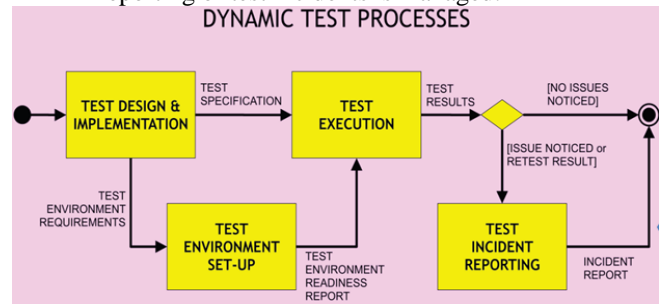 DYNAMIC TEST PROCESSES
TEST DESIGN &
IMPLEMENTATION
TEST
SPECIFICATION
TEST
EXECUTION
TEST
RESULTS
[NO ISSUES
NOTICED]
[ISSUE NOTICED or
RETEST RESULT]
TEST
ENVIRONMENT
REQUIREMENTS
TEST
ENVIRONMENT
SET-UP
TEST
ENVIRONMENT
READINESS
REPORT
TEST
INCIDENT
REPORTING
INCIDENT
REPORT